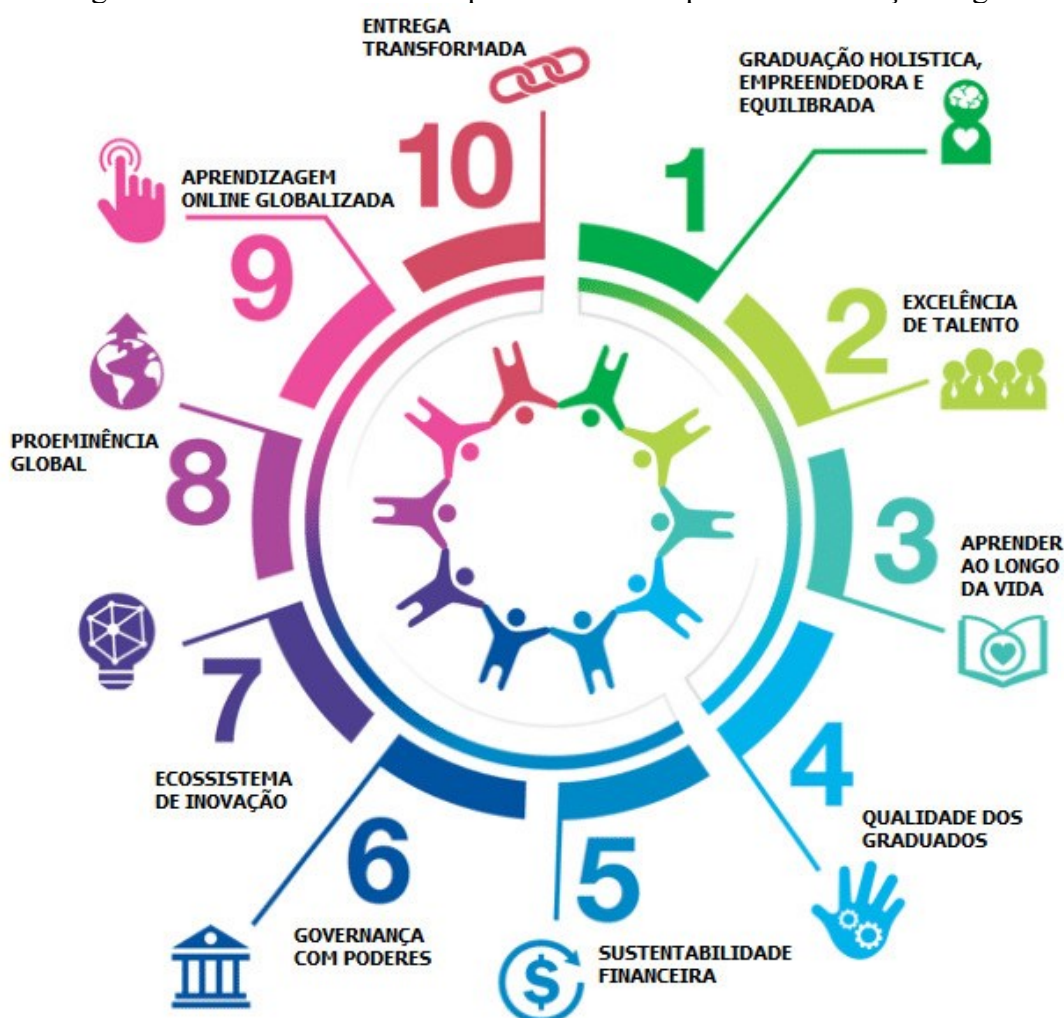 ENTREGA
TRANSFORMADA
10
GRADUAÇÃO HOLISTICA,
EMPREENDEDORA E
EQUILIBRADA
1
EXCELÊNCIA
DE TALENTO
2
APRENDER
AO LONGO
DA VIDA
3
QUALIDADE DOS
GRADUADOS
4
SUSTENTABILIDADE
FINANCEIRA
5
$
GOVERNANÇA
COM PODERES
6
ECOSSISTEMA
DE INOVAÇÃO
7
PROEMINÊNCIA
GLOBAL
8
APRENDIZAGEM
ONLINE GLOBALIZADA
9